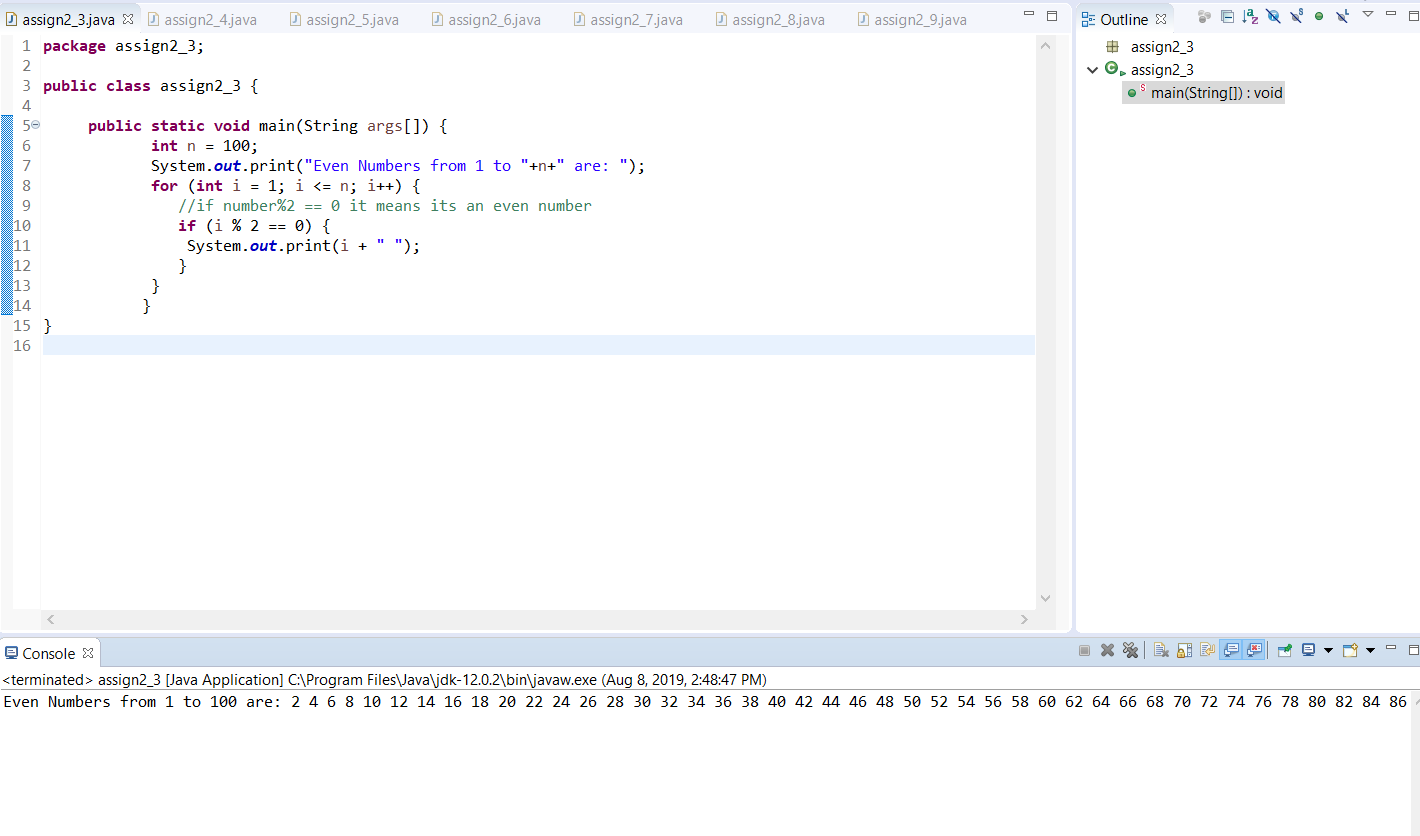 assign2_3.java assign2_4.java assign2_5.java assign2_6.java assign2_7.java assign2_8.java assign2_9.java
1 package assign2_3;
2
3 public class assign2_3 {
4
5 public static void main(String args[]) {
6 int n = 100;
7 System.out.print("Even Numbers from 1 to "+n+" are: ");
8 for (int i = 1; i <= n; i++) {
9 //if number%2 == 0 it means its an even number
10 if (i % 2 == 0) {
11 System.out.print(i + " ");
12 }
13 }
14 }
15 }
16
Outline
assign2_3
assign2_3
main(String[]) : void
Console
<terminated> assign2_3 [Java Application] C:\Program Files\Java\jdk-12.0.2\bin\javaw.exe (Aug 8, 2019, 2:48:47 PM)
Even Numbers from 1 to 100 are: 2 4 6 8 10 12 14 16 18 20 22 24 26 28 30 32 34 36 38 40 42 44 46 48 50 52 54 56 58 60 62 64 66 68 70 72 74 76 78 80 82 84 86